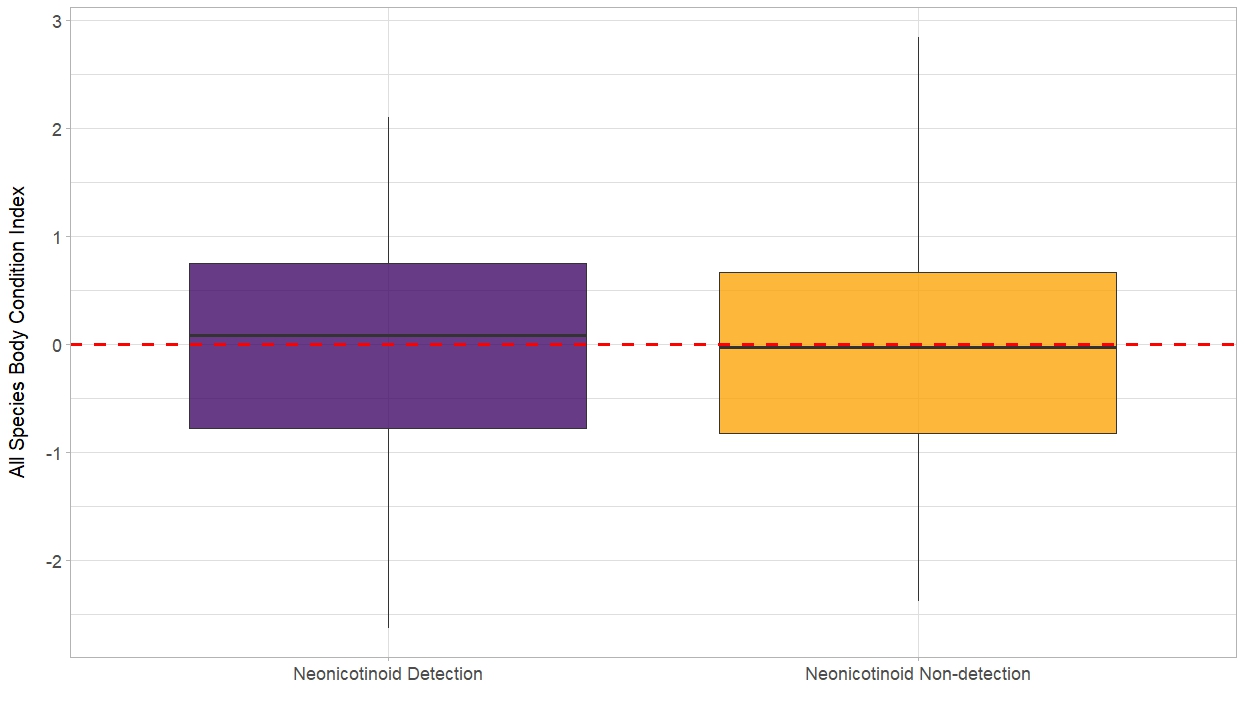 All Species Body Condition Index
3
2
1
0
-1
-2
Neonicotinoid Detection
Neonicotinoid Non-detection